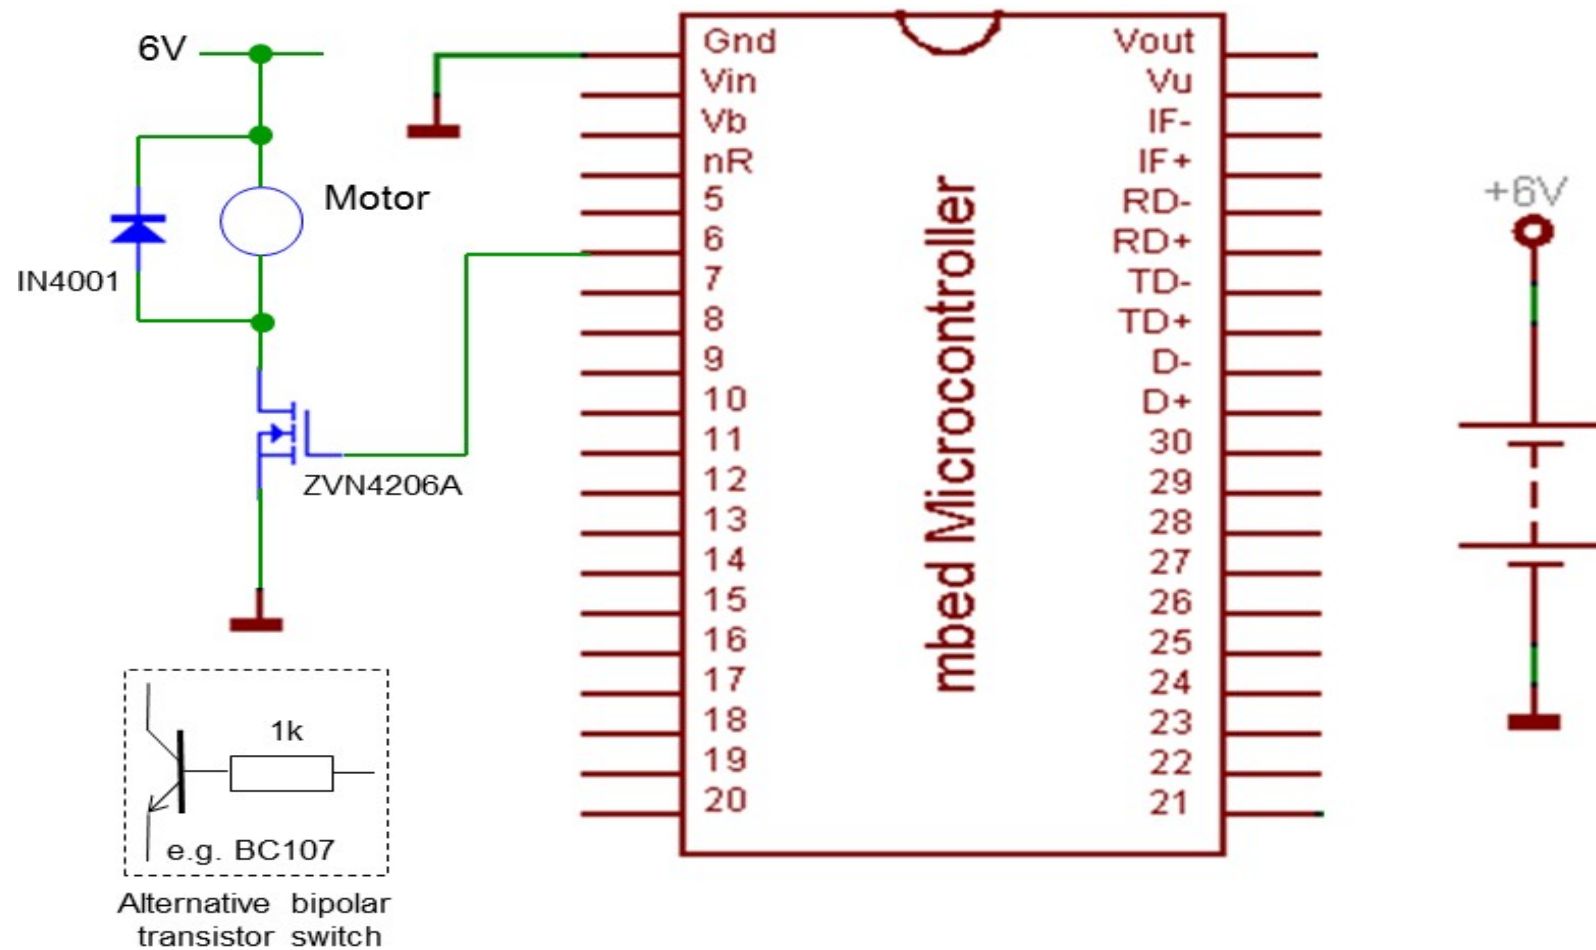 6V
Motor
IN4001
ZVN4206A
1k
e.g. BC107
Alternative bipolar
transistor switch
Gnd
Vin
Vb
nR
5
6
7
8
9
10
11
12
13
14
15
16
17
18
19
20
mbed Microcontroller
Vout
Vu
IF-
IF+
RD-
RD+
TD-
TD+
D-
D+
30
29
28
27
26
25
24
23
22
21
+6V